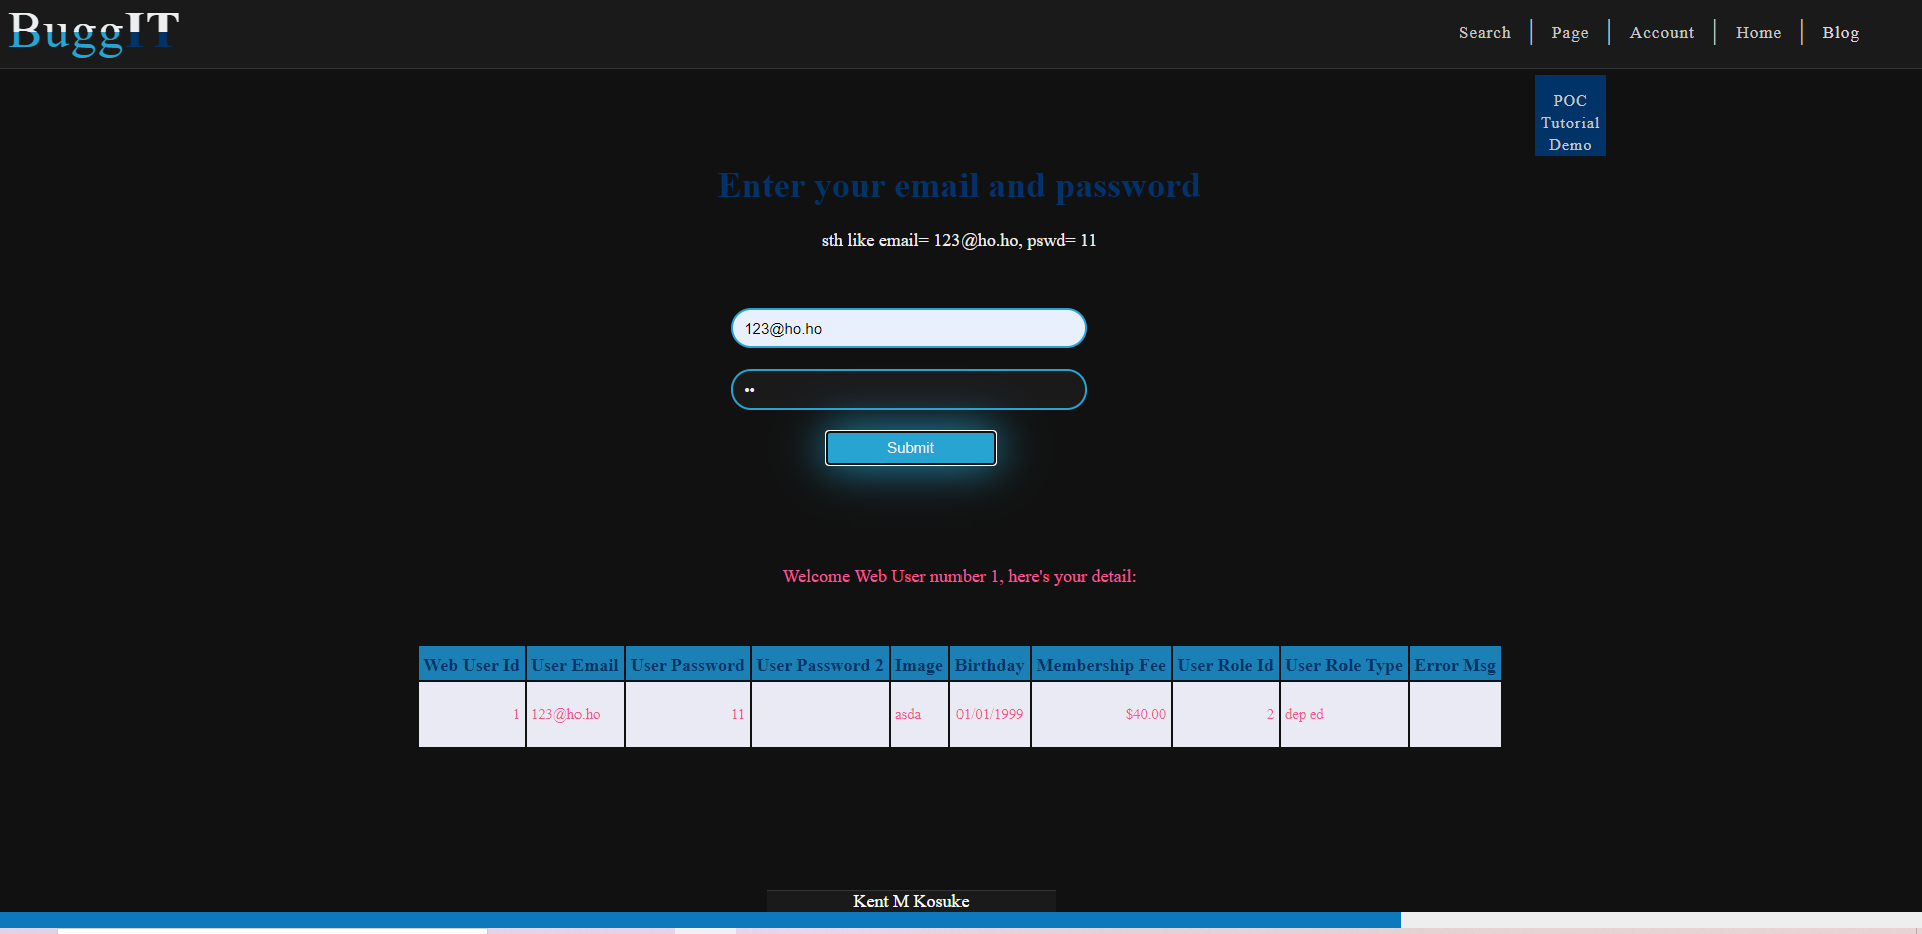 BuggIT
Search Page Account Home Blog
POC
Tutorial
Demo
Enter your email and password
sth like email= 123@ho.ho, pswd= 11
123@ho.ho
••
Submit
Welcome Web User number 1, here's your detail:
Web User Id User Email User Password User Password 2 Image Birthday Membership Fee User Role Id User Role Type Error Msg
1 123@ho.ho 11 asda 01/01/1999 $40.00 2 dep ed
Kent M Kosuke